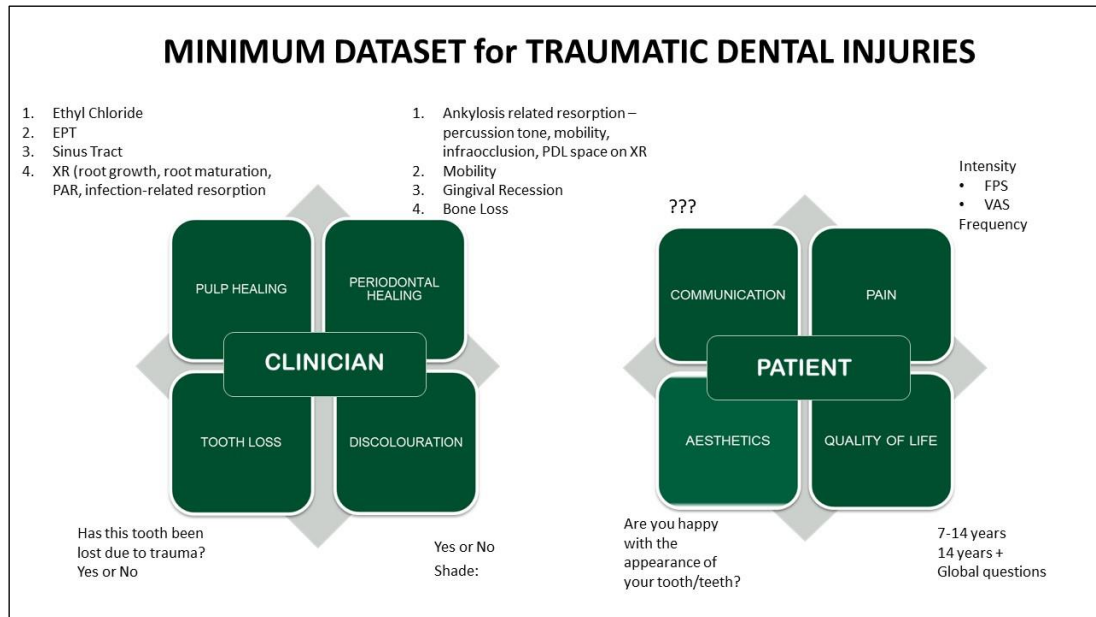 MINIMUM DATASET for TRAUMATIC DENTAL INJURIES
1. Ethyl Chloride
2. EPT
3. Sinus Tract
4. XR (root growth, root maturation,
PAR, infection-related resorption
1. Ankylosis related resorption –
percussion tone, mobility,
infraocclusion, PDL space on XR
2. Mobility
3. Gingival Recession
4. Bone Loss
PULP HEALING
PERIODONTAL
HEALING
CLINICIAN
TOOTH LOSS
DISCOLOURATION
Has this tooth been
lost due to trauma?
Yes or No
Yes or No
Shade:
???
Intensity
• FPS
• VAS
Frequency
COMMUNICATION
PAIN
PATIENT
AESTHETICS
QUALITY OF LIFE
Are you happy
with the
appearance of
your tooth/teeth?
7-14 years
14 years +
Global questions